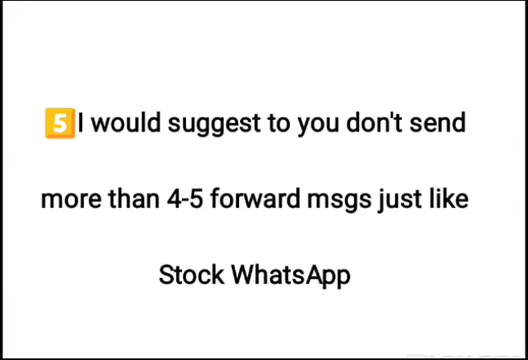 5️⃣I would suggest to you don't send
more than 4-5 forward msgs just like
Stock WhatsApp